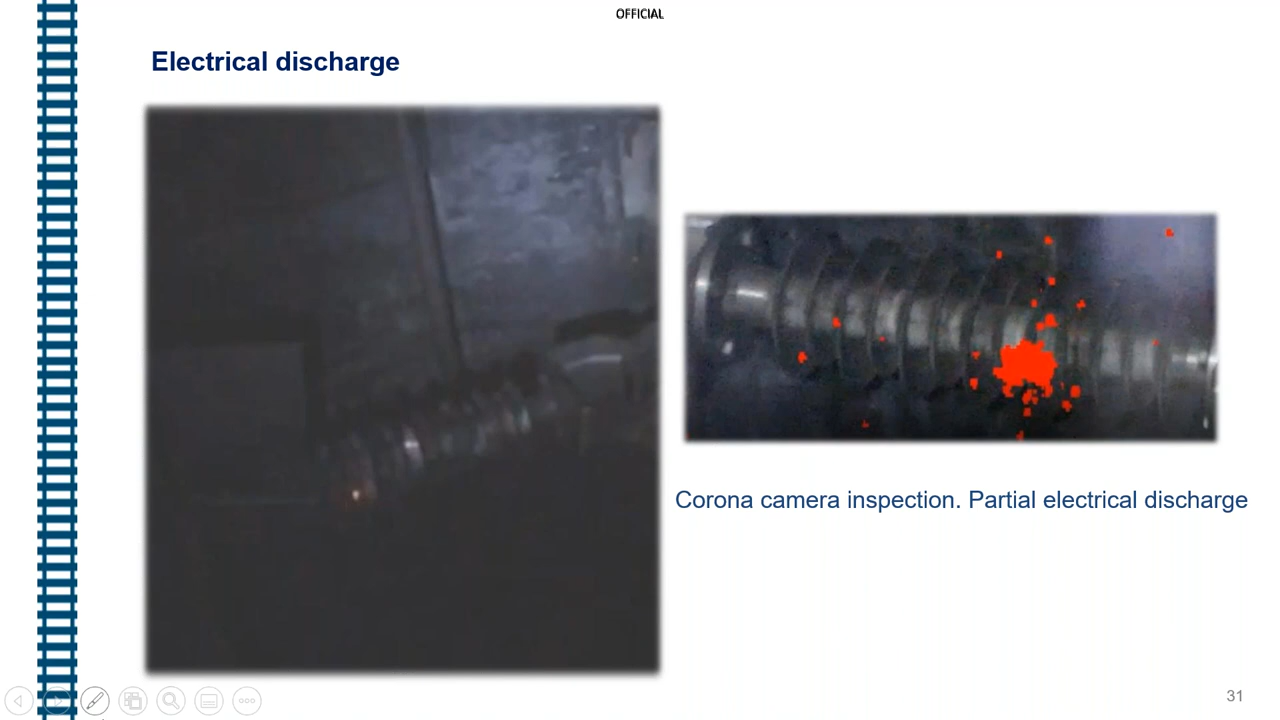 OFFICIAL
Electrical discharge
Corona camera inspection. Partial electrical discharge
31